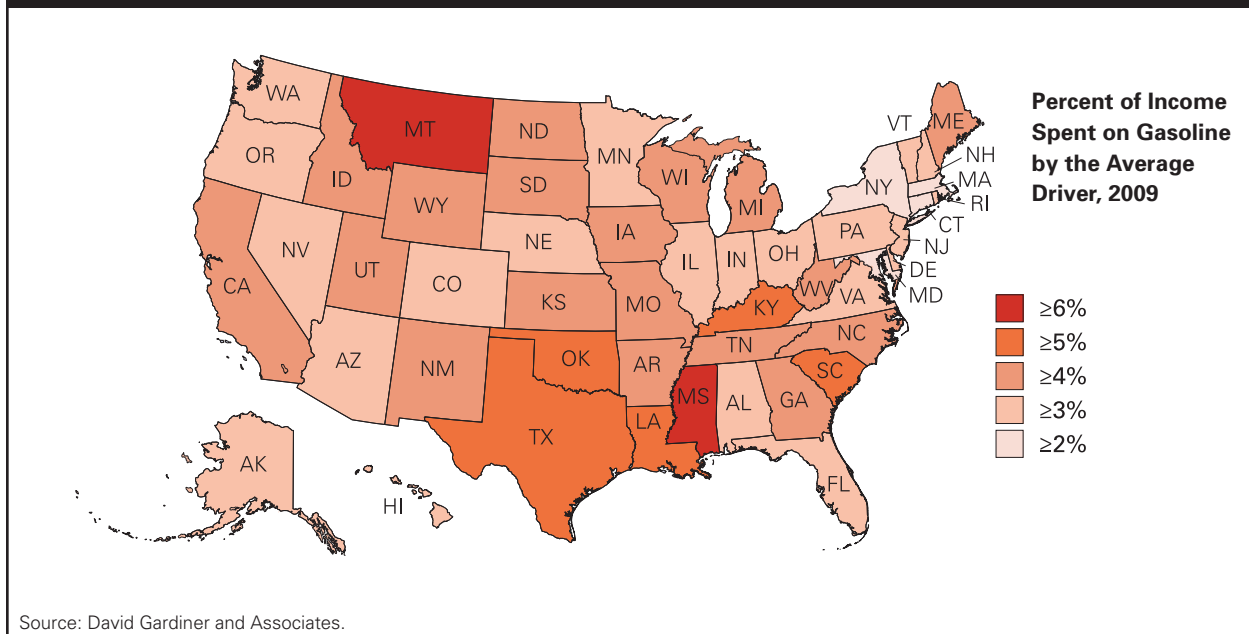 Percent of Income
Spent on Gasoline
by the Average
Driver, 2009
WA
MT
ND
MN
VT
ME
OR
ID
SD
WI
NH
WY
MI
NY
MA
RI
CT
NV
NE
IA
PA
NJ
UT
CO
IL
IN
OH
DE
MD
CA
KS
MO
WV
VA
KY
AZ
NM
OK
AR
TN
NC
SC
TX
LA
MS
AL
GA
FL
AK
HI
≥6%
≥5%
≥4%
≥3%
≥2%
Source: David Gardiner and Associates.